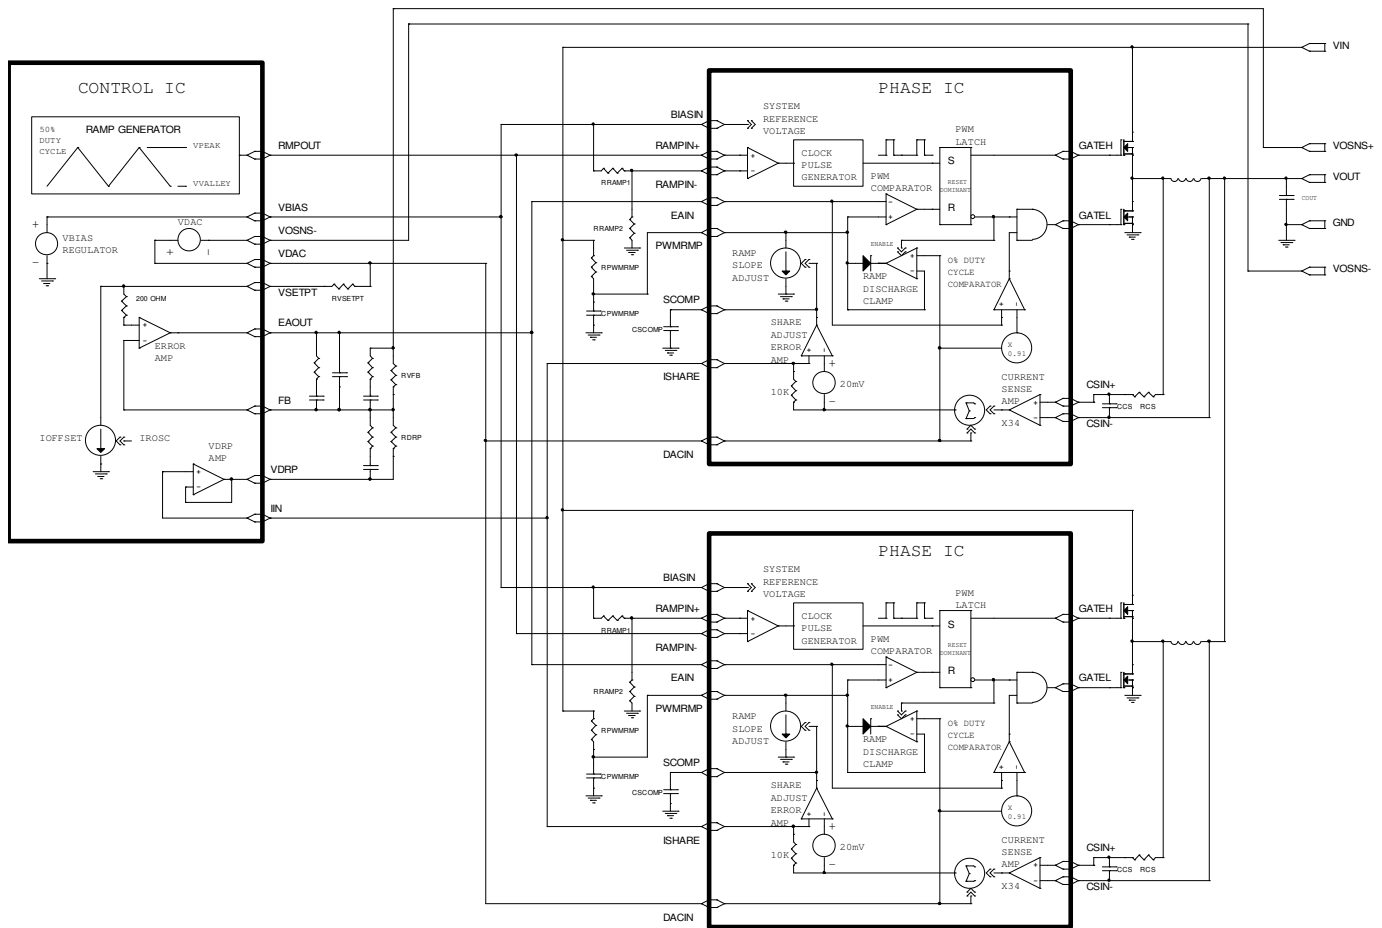 CONTROL IC
50%
DUTY
CYCLE
RAMP GENERATOR
VPEAK
VVALLEY
RMPOUT
VBIAS
VDAC
VOSNS-
+
VBIAS
REGULATOR
−
+
−
VDAC
VSETPT
200 OHM
RVSETPT
EAOUT
+
−
ERROR
AMP
RVFB
FB
IOFFSET
IROSC
RDRP
VDRP
AMP
+
−
VDRP
IIN
PHASE IC
BIASIN
SYSTEM
REFERENCE
VOLTAGE
RAMPIN+
RAMPIN-
RRAMP1
+
−
CLOCK
PULSE
GENERATOR
PWM
LATCH
S
RESET
DOMINANT
R
PWM
COMPARATOR
−
+
GATEH
EAIN
RRAMP2
PWMRMP
GATEL
RPWMRMP
RAMP
SLOPE
ADJUST
ENABLE
+
−
RAMP
DISCHARGE
CLAMP
0% DUTY
CYCLE
COMPARATOR
+
−
SCOMP
CPWMRMP
CSCOMP
SHARE
ADJUST
ERROR
AMP
+
−
X
0.91
ISHARE
10K
+
20mV
−
CURRENT
SENSE
AMP
X34
+
−
Σ
CSIN+
CCS
RCS
CSIN-
DACIN
VIN
VOSNS+
VOUT
COUT
GND
VOSNS-
PHASE IC
BIASIN
SYSTEM
REFERENCE
VOLTAGE
RAMPIN+
RRAMP1
RAMPIN-
+
−
CLOCK
PULSE
GENERATOR
PWM
LATCH
S
RESET
DOMINANT
R
PWM
COMPARATOR
−
+
GATEH
EAIN
RRAMP2
PWMRMP
GATEL
RPWMRMP
RAMP
SLOPE
ADJUST
ENABLE
+
−
RAMP
DISCHARGE
CLAMP
0% DUTY
CYCLE
COMPARATOR
+
−
SCOMP
CPWMRMP
CSCOMP
SHARE
ADJUST
ERROR
AMP
+
−
X
0.91
ISHARE
10K
+
20mV
−
CURRENT
SENSE
AMP
X34
+
−
Σ
CSIN+
CCS
RCS
CSIN-
DACIN